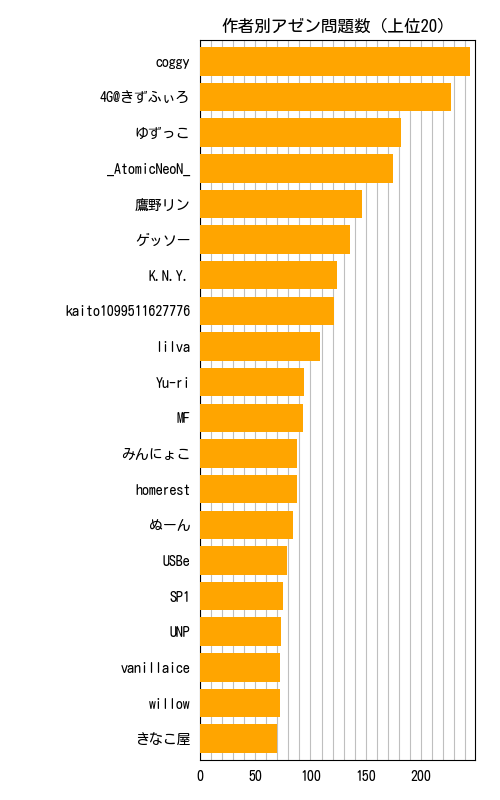 作者別アゼン問題数 (上位20)
coggy
4G@きずふぃろ
ゆずっこ
_AtomicNeoN_
鷹野リン
ゲッソー
K.N.Y.
kaito1099511627776
lilva
Yu-ri
MF
みんにょこ
homerest
ぬーん
USBe
SP1
UNP
vanillaice
willow
きなこ屋
0 50 100 150 200